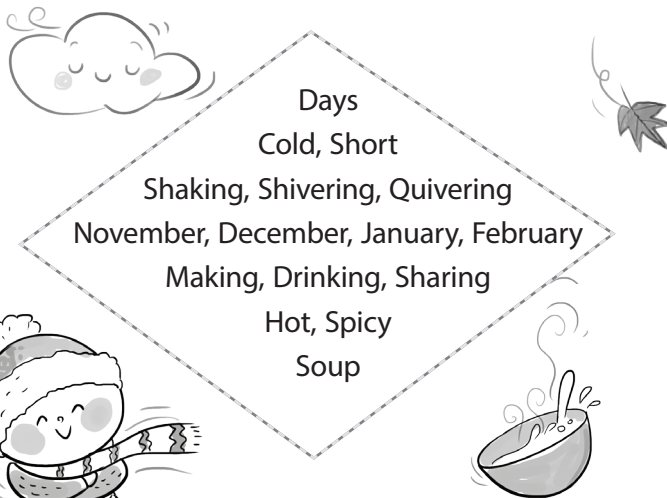 Days
Cold, Short
Shaking, Shivering, Quivering
November, December, January, February
Making, Drinking, Sharing
Hot, Spicy
Soup